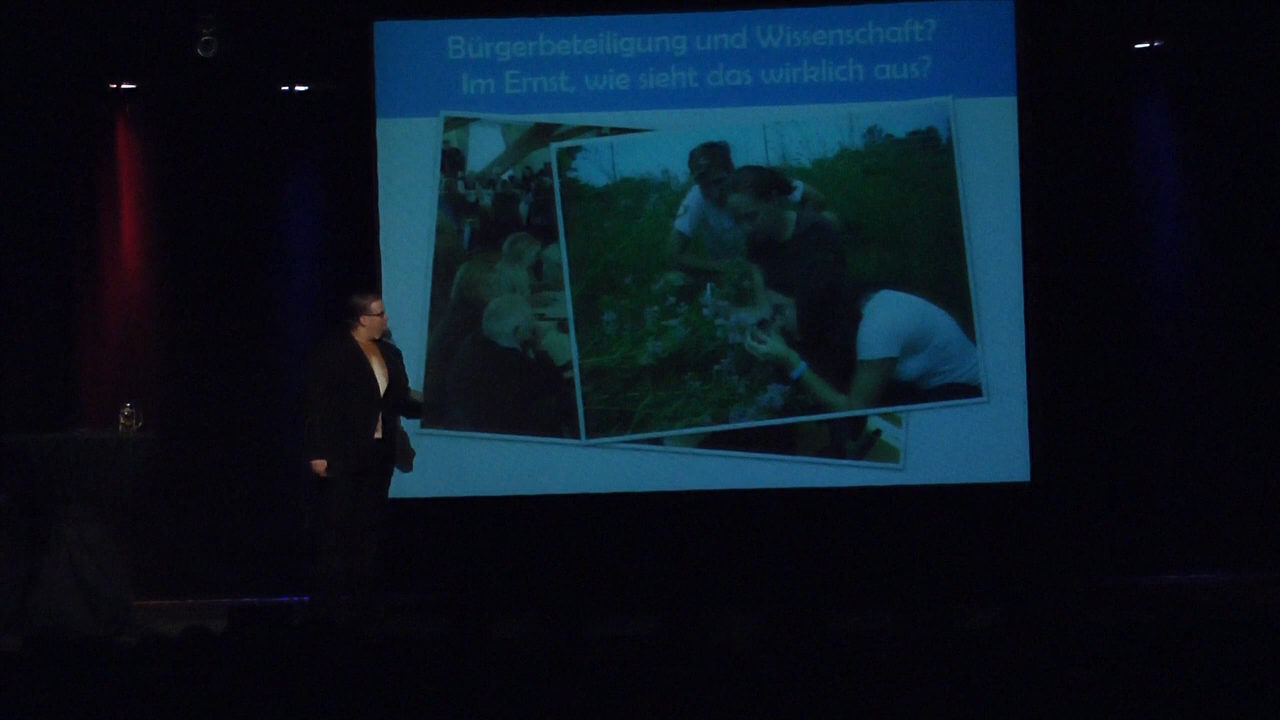 Bürgerbeteiligung und Wissenschaft?
Im Ernst, wie sieht das wirklich aus?